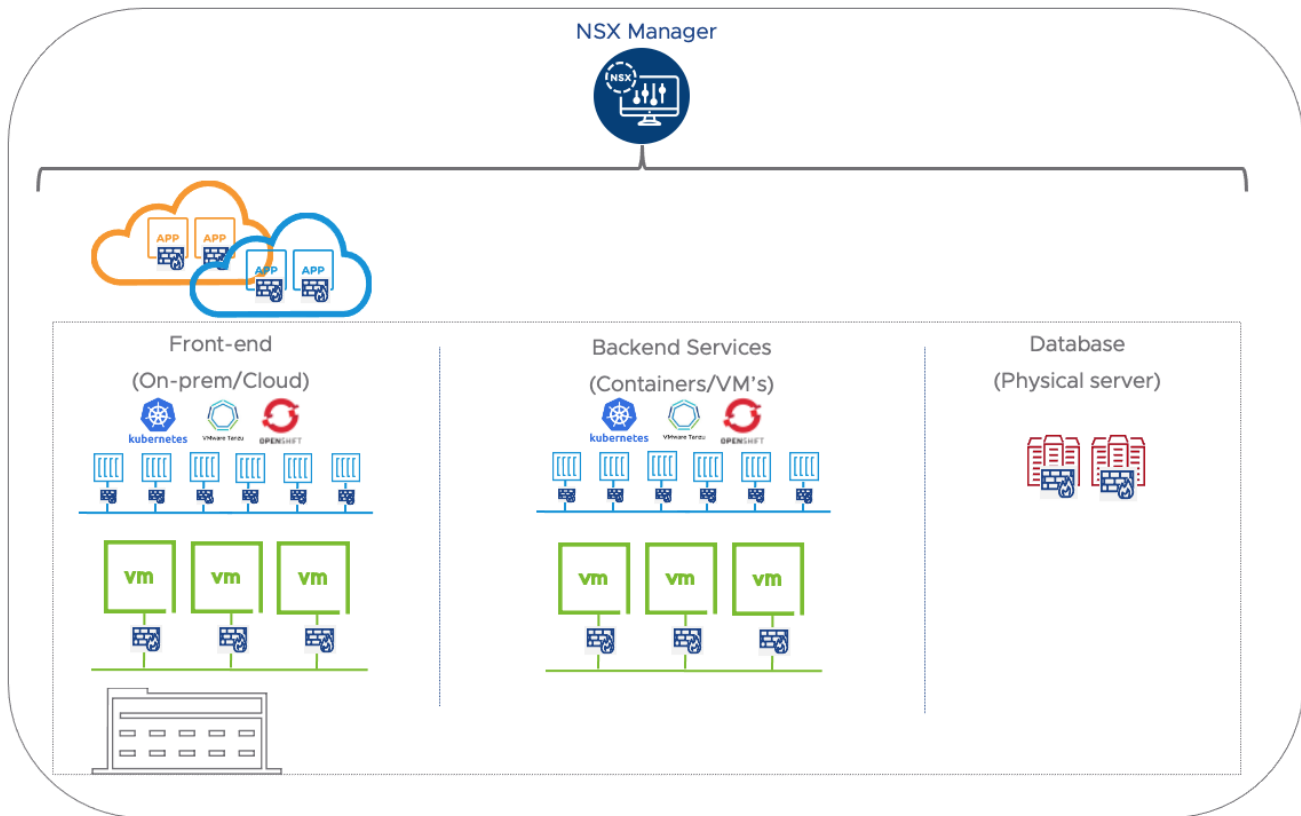 NSX Manager
NSX
APP APP
APP APP
Front-end
(On-prem/Cloud)
kubernetes VMware Tanzu OPENSHIFT
vm vm vm
Backend Services
(Containers/VM's)
kubernetes VMware Tanzu OPENSHIFT
vm vm vm
Database
(Physical server)